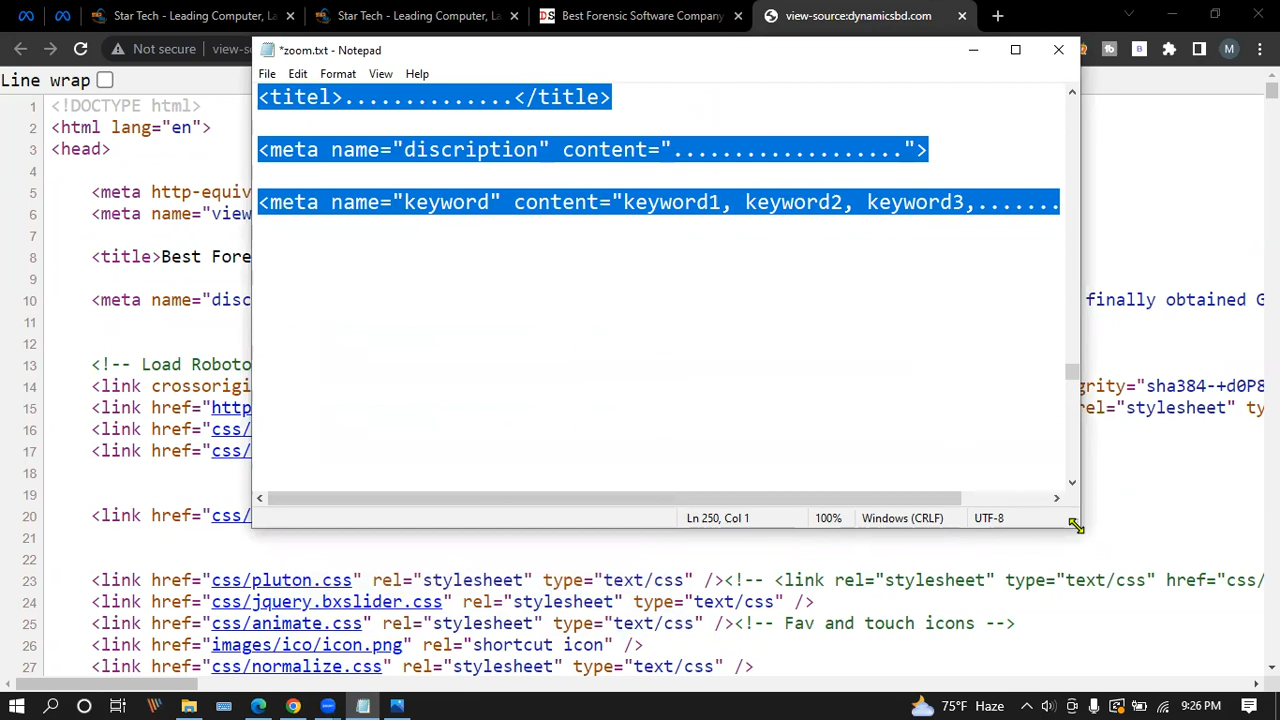 Star Tech - Leading Computer, La
Star Tech - Leading Computer, La
DS Best Forensic Software Company
view-source:dynamicsbd.com
Not secure view-s
M
Line wrap
*zoom.txt - Notepad
File Edit Format View Help
<titel>..............</title>
<meta name="discription" content="...................">
<meta name="keyword" content="keyword1, keyword2, keyword3,.......
Ln 250, Col 1 100% Windows (CRLF) UTF-8
1 <!DOCTYPE html>
2 <html lang="en">
3 <head>
4
5 <meta http-equiv
6 <meta name="view
7
8 <title>Best Fore
9
10 <meta name="disc finally obtained G
11
12
13 <!-- Load Roboto
14 <link crossorigi grity="sha384-+d0P8
15 <link href="http rel="stylesheet" ty
16 <link href="css/
17 <link href="css/
18
19
20 <link href="css/
21
22
23 <link href="css/pluton.css" rel="stylesheet" type="text/css" /><!-- <link rel="stylesheet" type="text/css" href="css/
24 <link href="css/jquery.bxslider.css" rel="stylesheet" type="text/css" />
25 <link href="css/animate.css" rel="stylesheet" type="text/css" /><!-- Fav and touch icons -->
26 <link href="images/ico/icon.png" rel="shortcut icon" />
27 <link href="css/normalize.css" rel="stylesheet" type="text/css" />
75°F Haze 9:26 PM